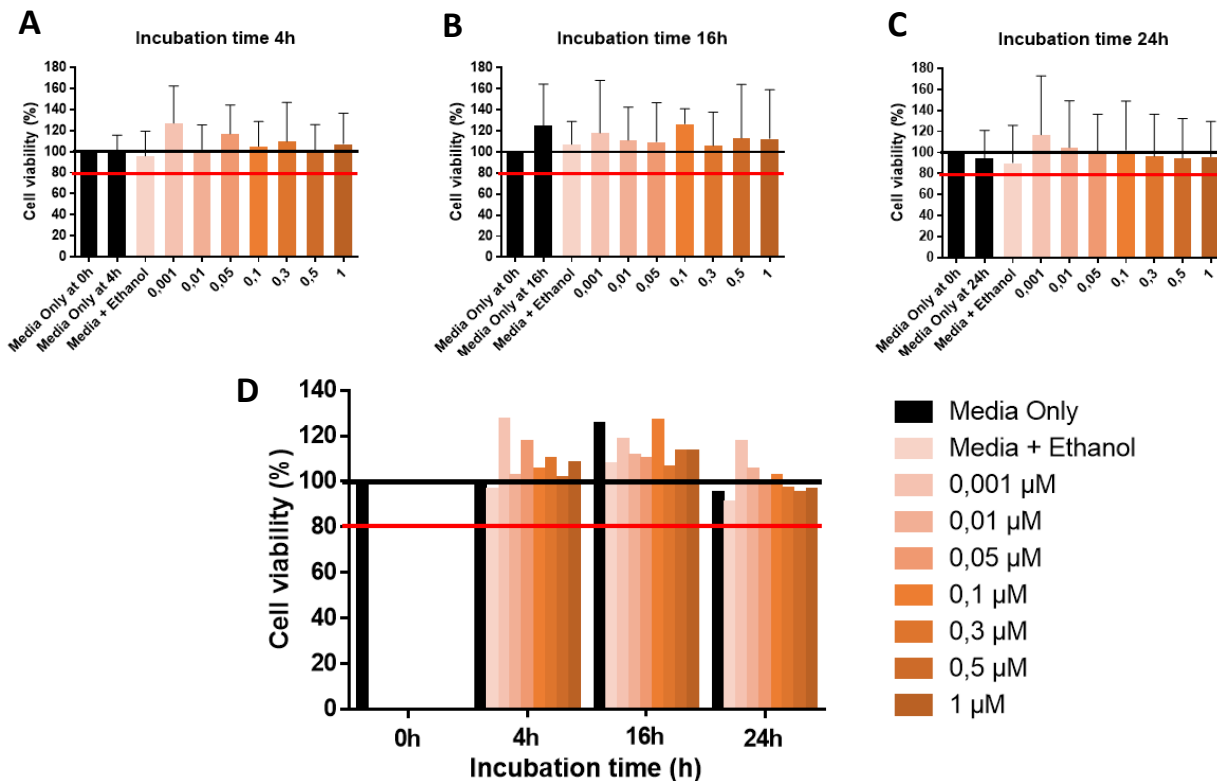 A
Incubation time 4h
Cell viability (%)
180
160
140
120
100
80
60
40
20
0
Media Only at 0h
Media Only at 4h
Media + Ethanol
0,001
0,01
0,05
0,1
0,3
0,5
1
B
Incubation time 16h
Cell viability (%)
180
160
140
120
100
80
60
40
20
0
Media Only at 0h
Media Only at 16h
Media + Ethanol
0,001
0,01
0,05
0,1
0,3
0,5
1
C
Incubation time 24h
Cell viability (%)
180
160
140
120
100
80
60
40
20
0
Media Only at 0h
Media Only at 24h
Media + Ethanol
0,001
0,01
0,05
0,1
0,3
0,5
1
D
Cell viability (%)
140
120
100
80
60
40
20
0
0h
4h
16h
24h
Incubation time (h)
Media Only
Media + Ethanol
0,001 µM
0,01 µM
0,05 µM
0,1 µM
0,3 µM
0,5 µM
1 µM